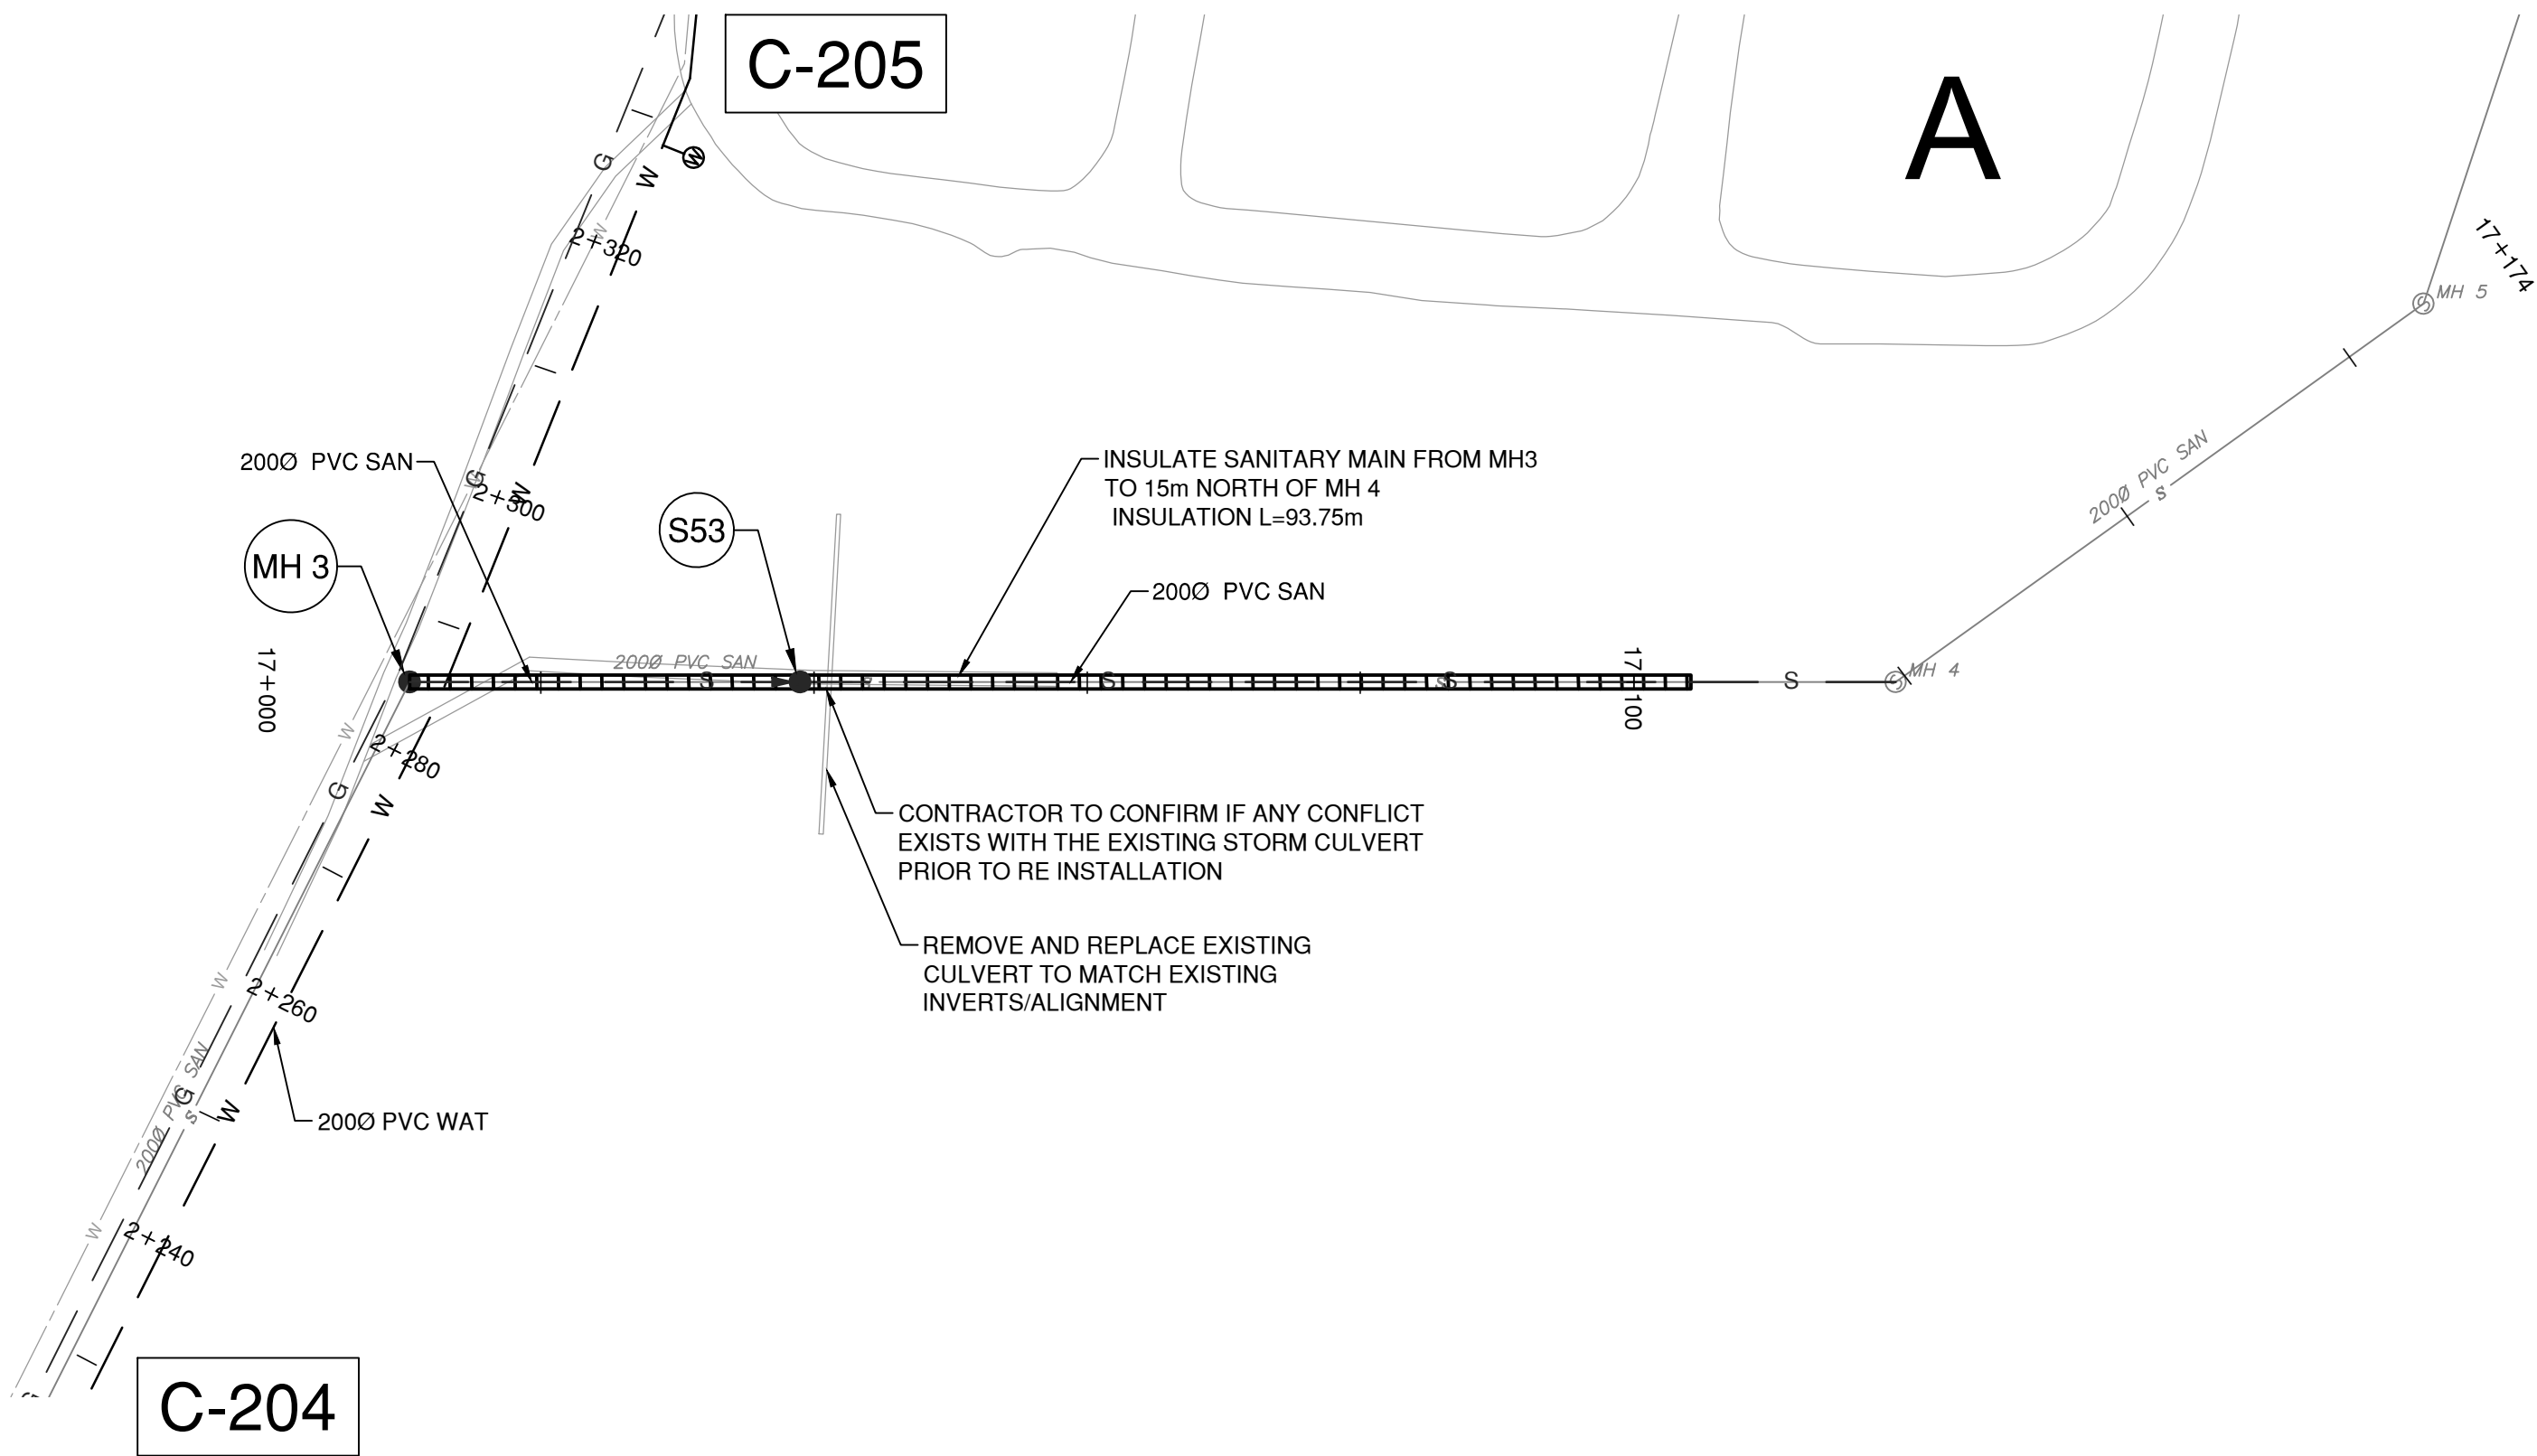 C-205
A
G
W
W
W
2+320
17+174
MH 5
200Ø PVC SAN
INSULATE SANITARY MAIN FROM MH3
TO 15m NORTH OF MH 4
INSULATION L=93.75m
200Ø PVC SAN
S
G
W
2+300
S53
MH 3
200Ø PVC SAN
17+000
200Ø PVC SAN
S
S
S
S
17+100
S
MH 4
W
2+280
G
W
CONTRACTOR TO CONFIRM IF ANY CONFLICT
EXISTS WITH THE EXISTING STORM CULVERT
PRIOR TO RE INSTALLATION
REMOVE AND REPLACE EXISTING
CULVERT TO MATCH EXISTING
INVERTS/ALIGNMENT
W
2+260
200Ø PVC SAN
G
S
W
200Ø PVC WAT
W
2+240
C-204